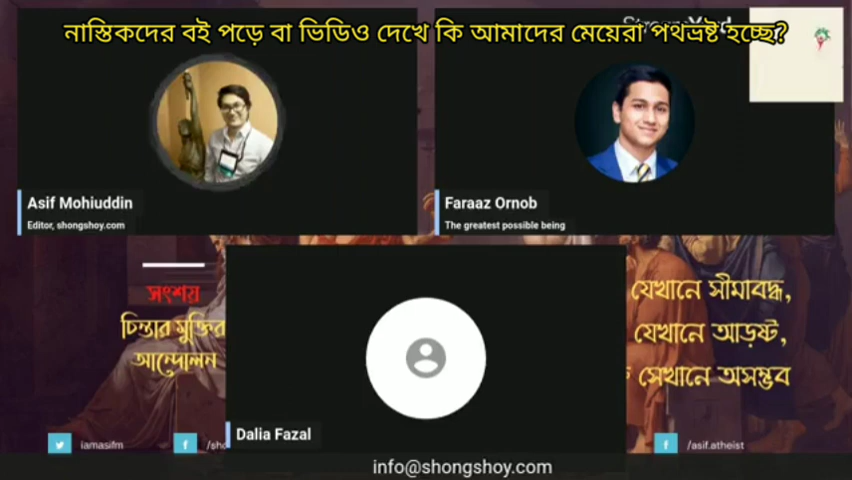 নাস্তিকদের বই পড়ে বা ভিডিও দেখে কি আমাদের মেয়েরা পথভ্রষ্ট হচ্ছে?
Asif Mohiuddin
Editor, shongshoy.com
Faraaz Ornob
The greatest possible being
সংশয়
চিন্তার মুক্তির
আন্দোলন
যেখানে সীমাবদ্ধ,
যেখানে আড়ষ্ট,
সেখানে অসম্ভব
Dalia Fazal
iamasifm
/asif.atheist
info@shongshoy.com